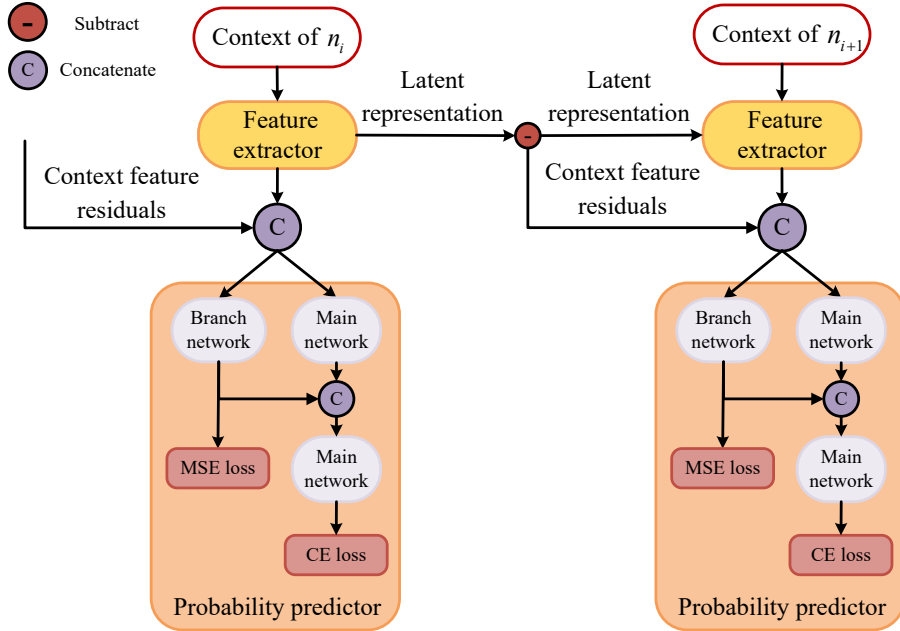 -
Subtract
C
Concatenate
Context of n_i
Context of n_{i+1}
Latent
representation
Latent
representation
Feature
extractor
-
Feature
extractor
Context feature
residuals
Context feature
residuals
C
C
Branch
network
Main
network
Branch
network
Main
network
C
C
MSE loss
Main
network
MSE loss
Main
network
CE loss
CE loss
Probability predictor
Probability predictor